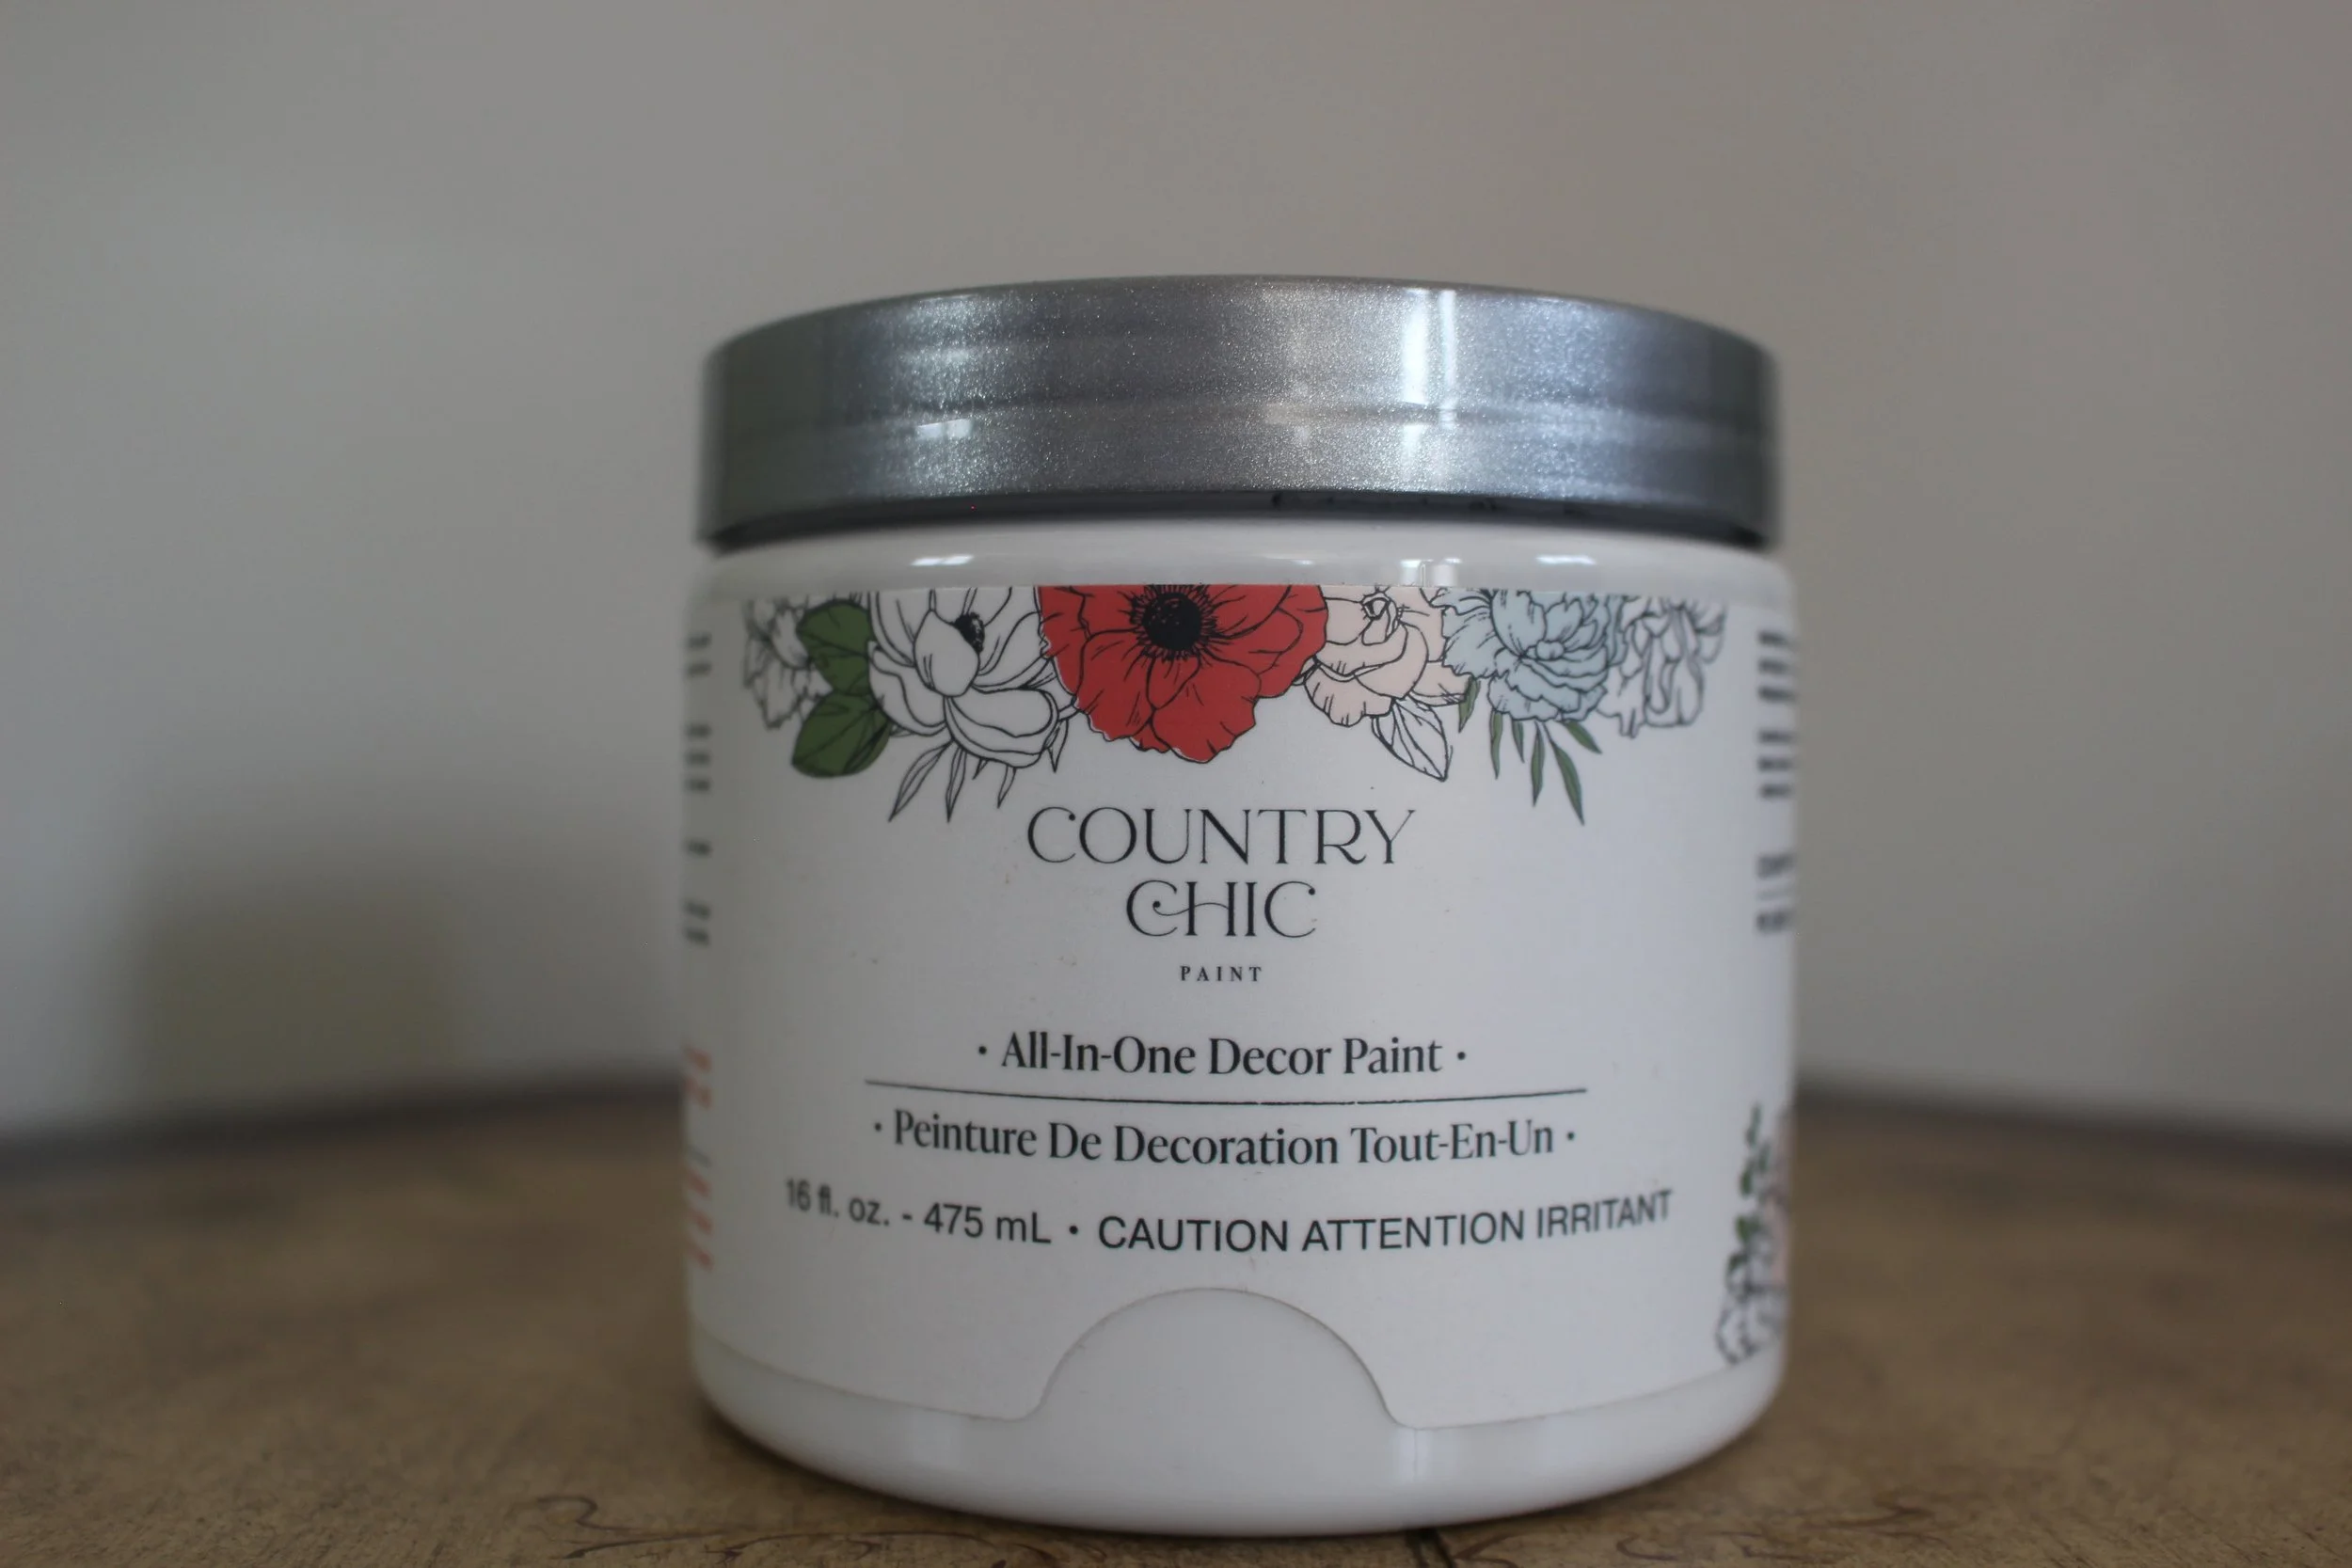 COUNTRY
CHIC
PAINT
· All-In-One Decor Paint ·
· Peinture De Decoration Tout-En-Un ·
16 fl. oz. - 475 mL · CAUTION ATTENTION IRRITANT